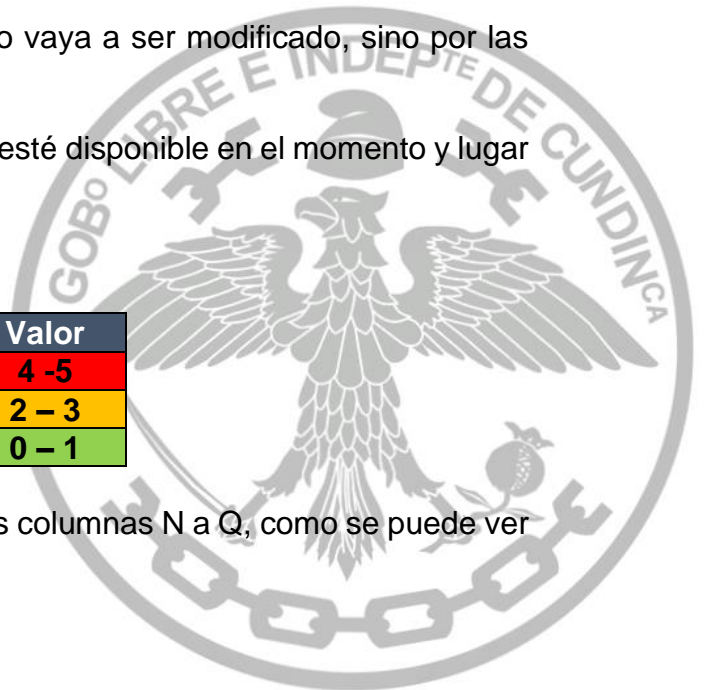 o vaya a ser modificado, sino por las
esté disponible en el momento y lugar
GOBº LIBRE E INDEPTE DE CUNDINCA
Valor
4 -5
2 – 3
0 – 1
s columnas N a Q, como se puede ver